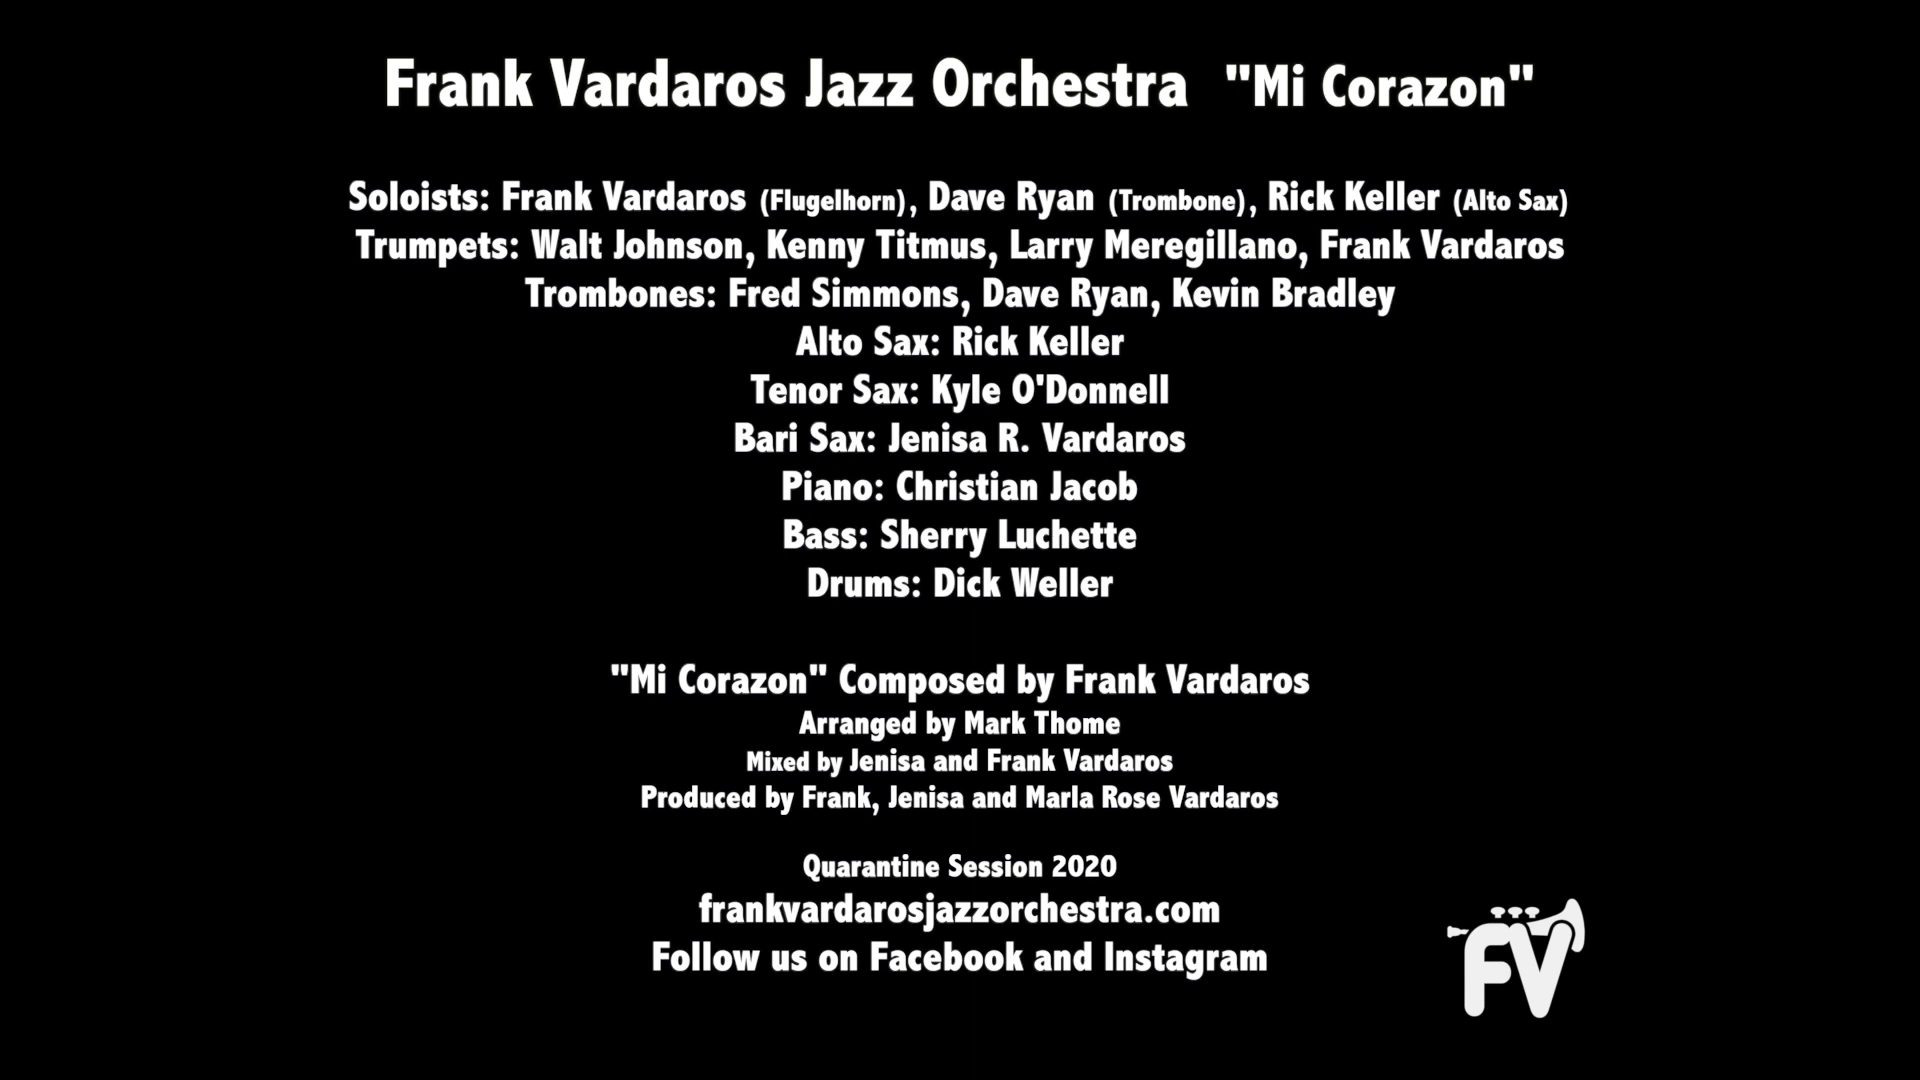 Frank Vardaros Jazz Orchestra "Mi Corazon"
Soloists: Frank Vardaros (Flugelhorn), Dave Ryan (Trombone), Rick Keller (Alto Sax)
Trumpets: Walt Johnson, Kenny Titmus, Larry Meregillano, Frank Vardaros
Trombones: Fred Simmons, Dave Ryan, Kevin Bradley
Alto Sax: Rick Keller
Tenor Sax: Kyle O'Donnell
Bari Sax: Jenisa R. Vardaros
Piano: Christian Jacob
Bass: Sherry Luchette
Drums: Dick Weller
"Mi Corazon" Composed by Frank Vardaros
Arranged by Mark Thome
Mixed by Jenisa and Frank Vardaros
Produced by Frank, Jenisa and Marla Rose Vardaros
Quarantine Session 2020
frankvardarosjazzorchestra.com
Follow us on Facebook and Instagram
FV